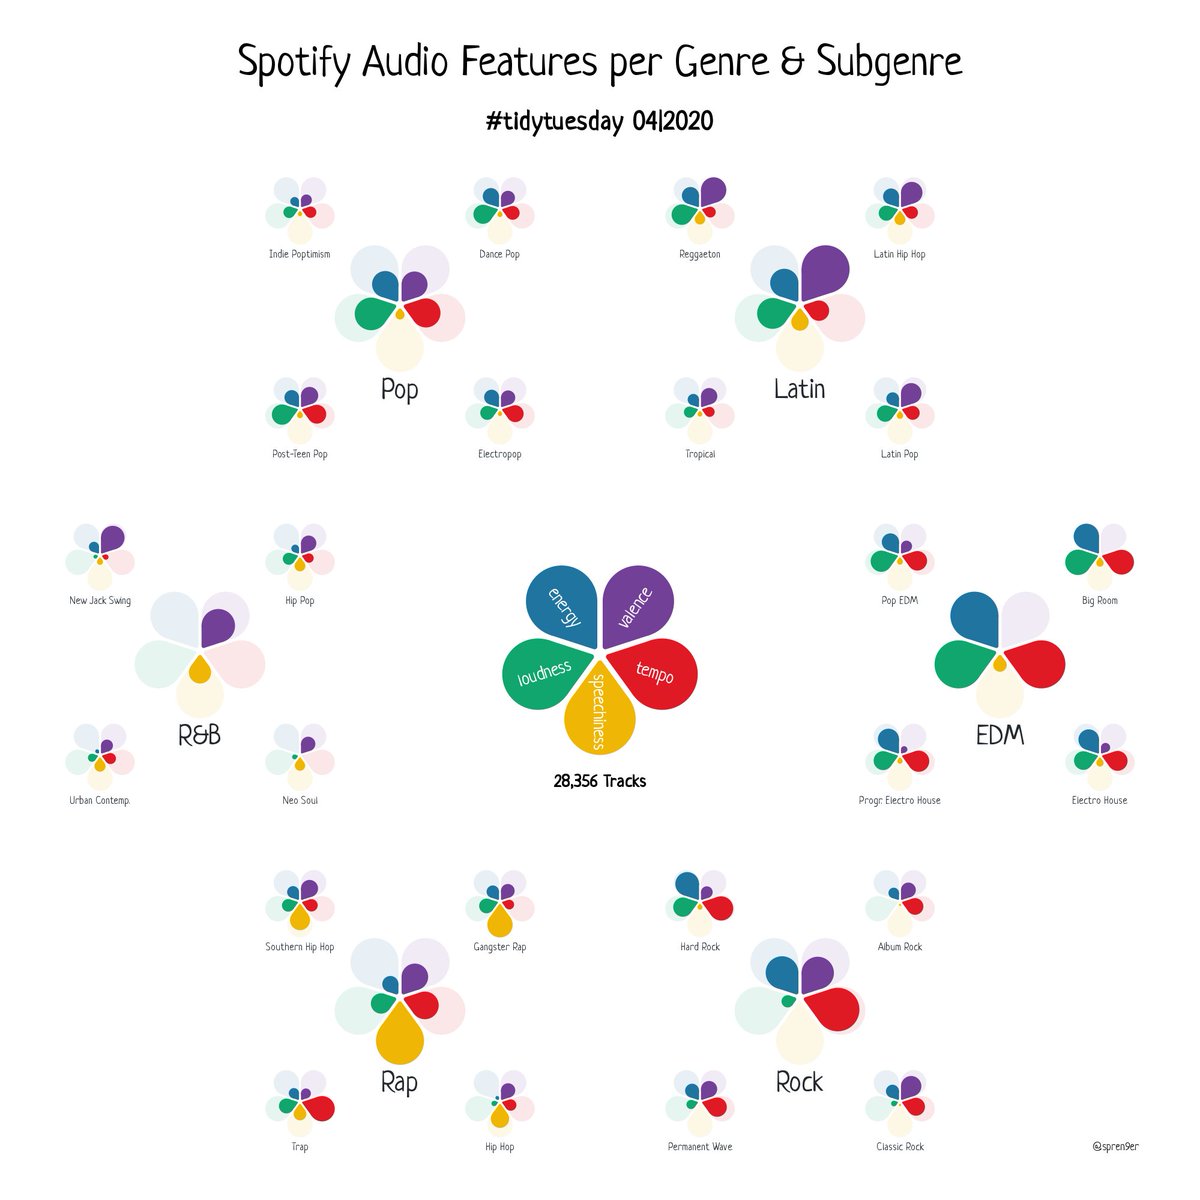 Spotify Audio Features per Genre & Subgenre
#tidytuesday 04|2020
Indie Poptimism
Dance Pop
Reggaeton
Latin Hip Hop
Pop
Latin
Post-Teen Pop
Electropop
Tropical
Latin Pop
New Jack Swing
Hip Pop
Pop EDM
Big Room
energy
valence
loudness
tempo
speechiness
R&B
EDM
28,356 Tracks
Urban Contemp.
Neo Soul
Progr. Electro House
Electro House
Southern Hip Hop
Gangster Rap
Hard Rock
Album Rock
Rap
Rock
Trap
Hip Hop
Permanent Wave
Classic Rock
@spren9er